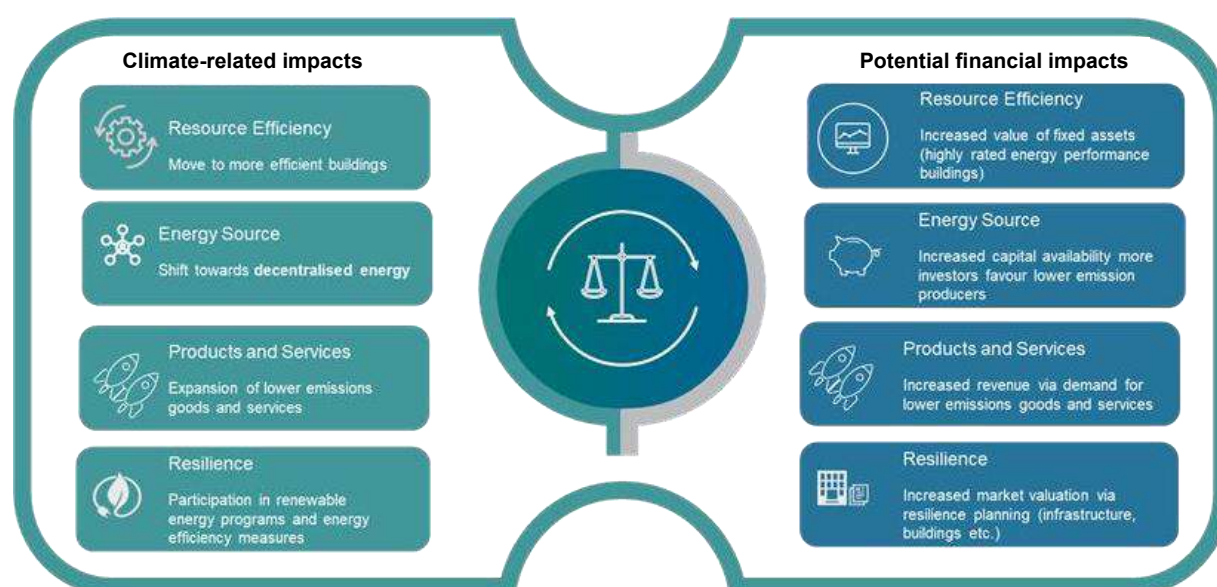 Climate-related impacts
Resource Efficiency
Move to more efficient buildings
Energy Source
Shift towards decentralised energy
Products and Services
Expansion of lower emissions
goods and services
Resilience
Participation in renewable
energy programs and energy
efficiency measures
Potential financial impacts
Resource Efficiency
Increased value of fixed assets
(highly rated energy performance
buildings)
Energy Source
Increased capital availability more
investors favour lower emission
producers
Products and Services
Increased revenue via demand for
lower emissions goods and services
Resilience
Increased market valuation via
resilience planning (infrastructure,
buildings etc.)